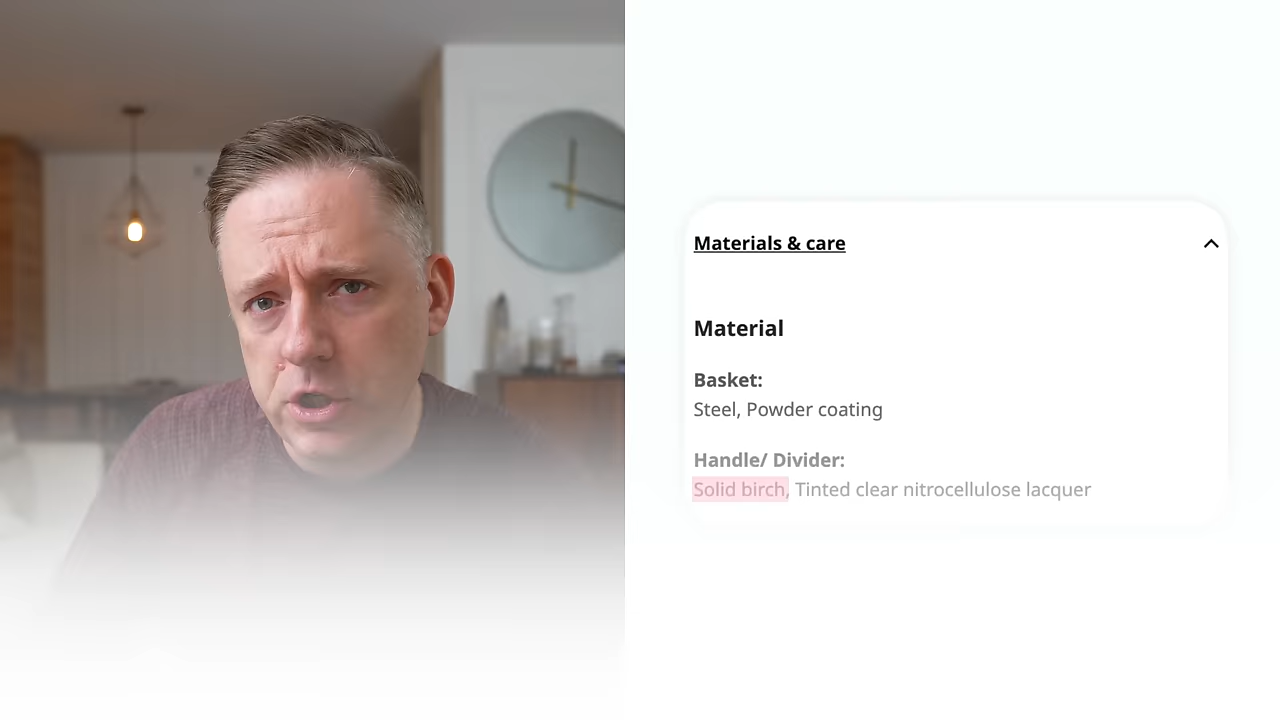 Materials & care
Material
Basket:
Steel, Powder coating
Handle/ Divider:
Solid birch, Tinted clear nitrocellulose lacquer